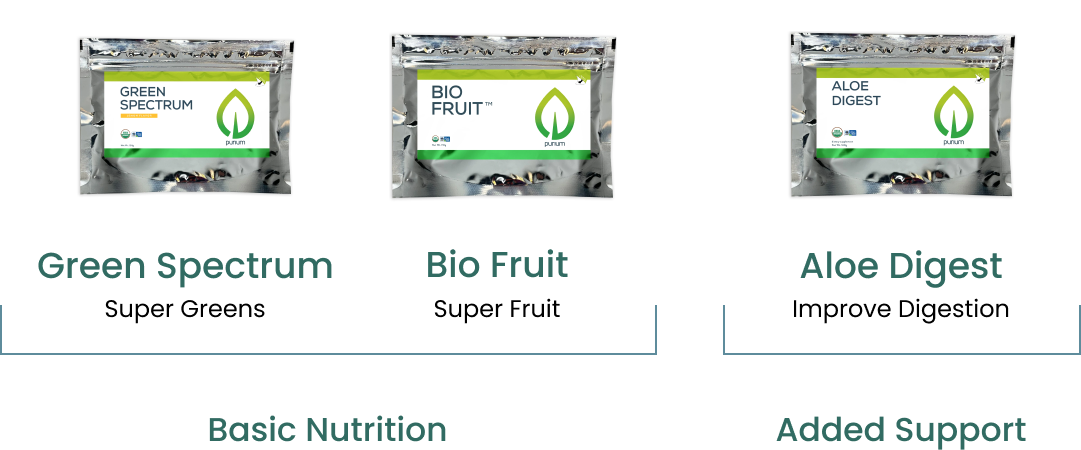 GREEN
SPECTRUM
purium
BIO
FRUIT™
purium
ALOE
DIGEST
purium
Green Spectrum
Super Greens
Bio Fruit
Super Fruit
Aloe Digest
Improve Digestion
Basic Nutrition
Added Support